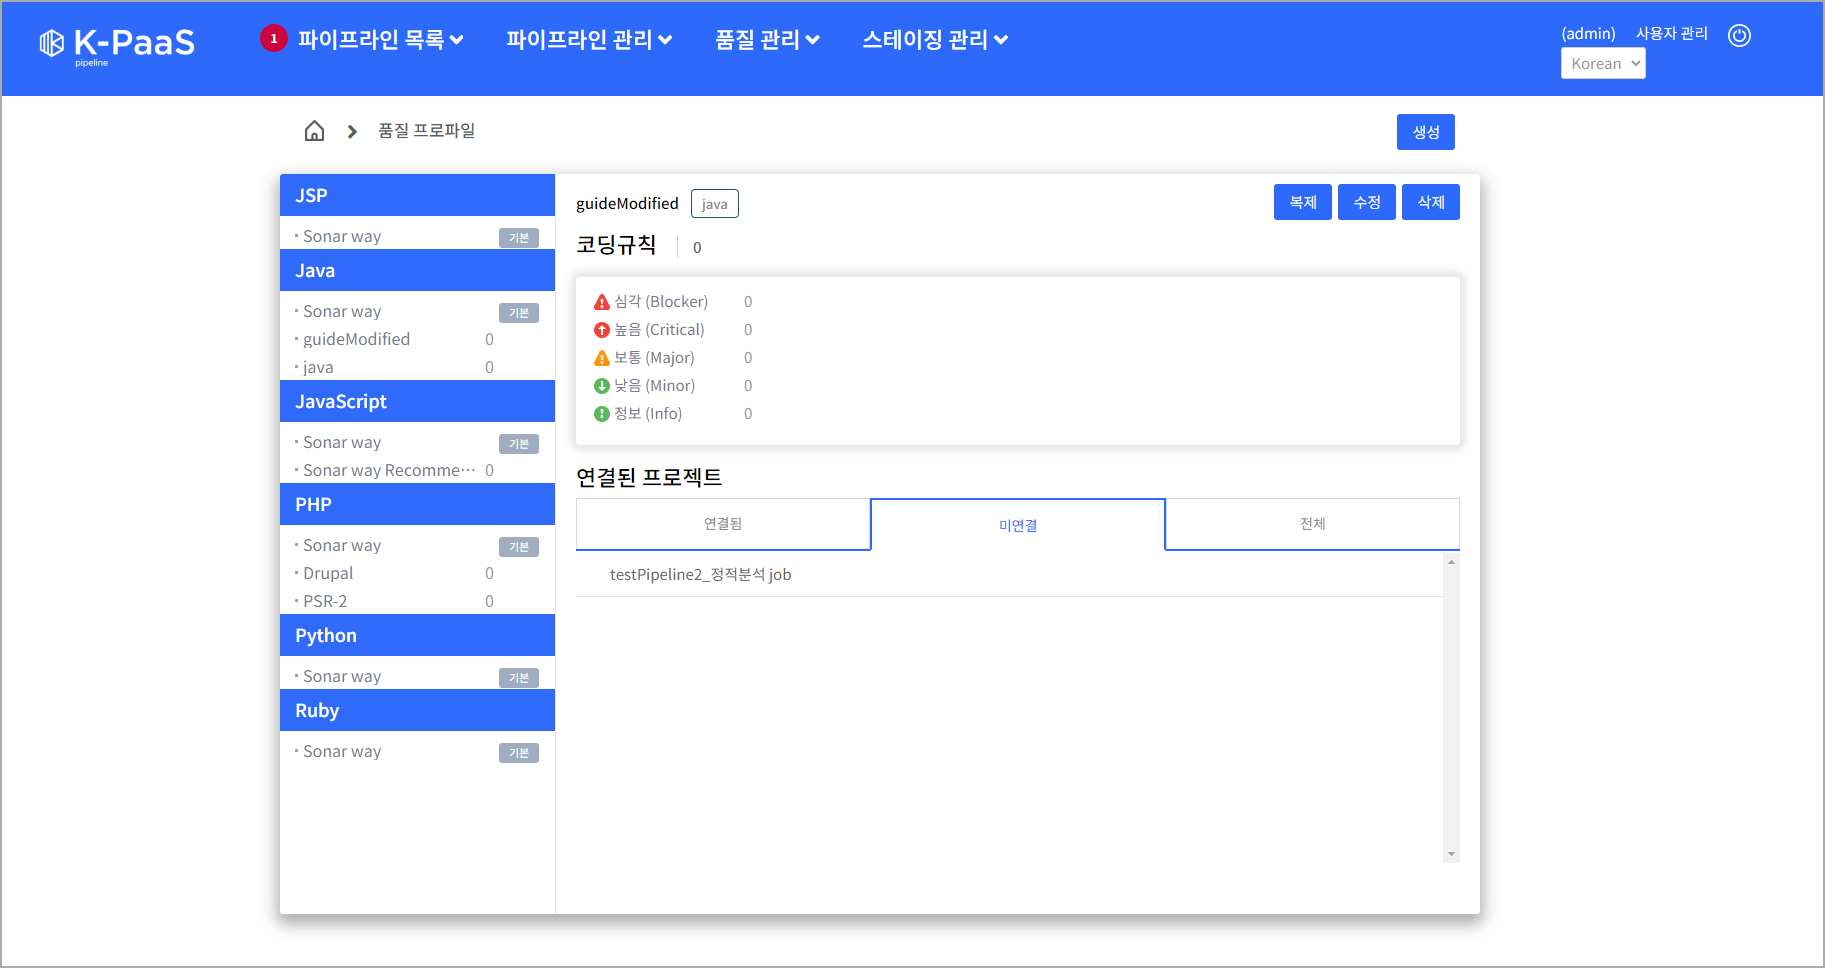 K-PaaS
pipeline
1 파이프라인 목록
파이프라인 관리
품질 관리
스테이징 관리
(admin)
사용자 관리
Korean
품질 프로파일
생성
JSP
Sonar way 기본
Java
Sonar way 기본
guideModified 0
java 0
JavaScript
Sonar way 기본
Sonar way Recomme··· 0
PHP
Sonar way 기본
Drupal 0
PSR-2 0
Python
Sonar way 기본
Ruby
Sonar way 기본
guideModified java
복제 수정 삭제
코딩규칙 0
심각 (Blocker) 0
높음 (Critical) 0
보통 (Major) 0
낮음 (Minor) 0
정보 (Info) 0
연결된 프로젝트
연결됨 미연결 전체
testPipeline2_정적분석 job